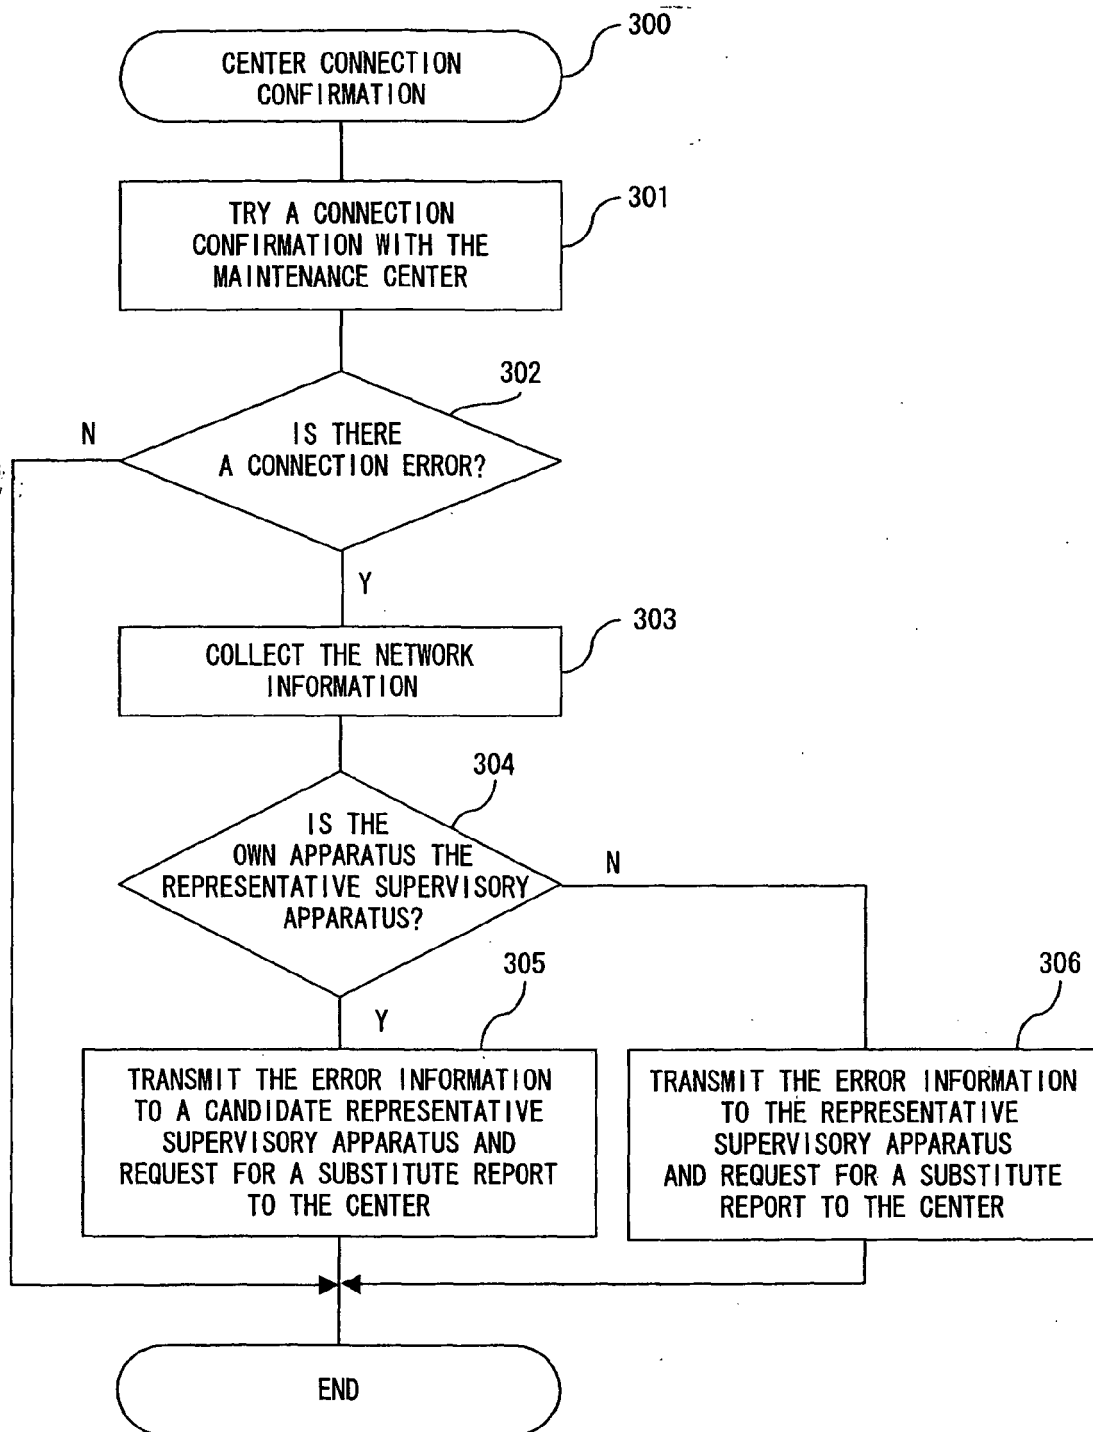 300
CENTER CONNECTION
CONFIRMATION
301
TRY A CONNECTION
CONFIRMATION WITH THE
MAINTENANCE CENTER
302
N
IS THERE
A CONNECTION ERROR?
Y
303
COLLECT THE NETWORK
INFORMATION
304
IS THE
OWN APPARATUS THE
REPRESENTATIVE SUPERVISORY
APPARATUS?
N
305
306
Y
TRANSMIT THE ERROR INFORMATION
TO A CANDIDATE REPRESENTATIVE
SUPERVISORY APPARATUS AND
REQUEST FOR A SUBSTITUTE REPORT
TO THE CENTER
TRANSMIT THE ERROR INFORMATION
TO THE REPRESENTATIVE
SUPERVISORY APPARATUS
AND REQUEST FOR A SUBSTITUTE
REPORT TO THE CENTER
END